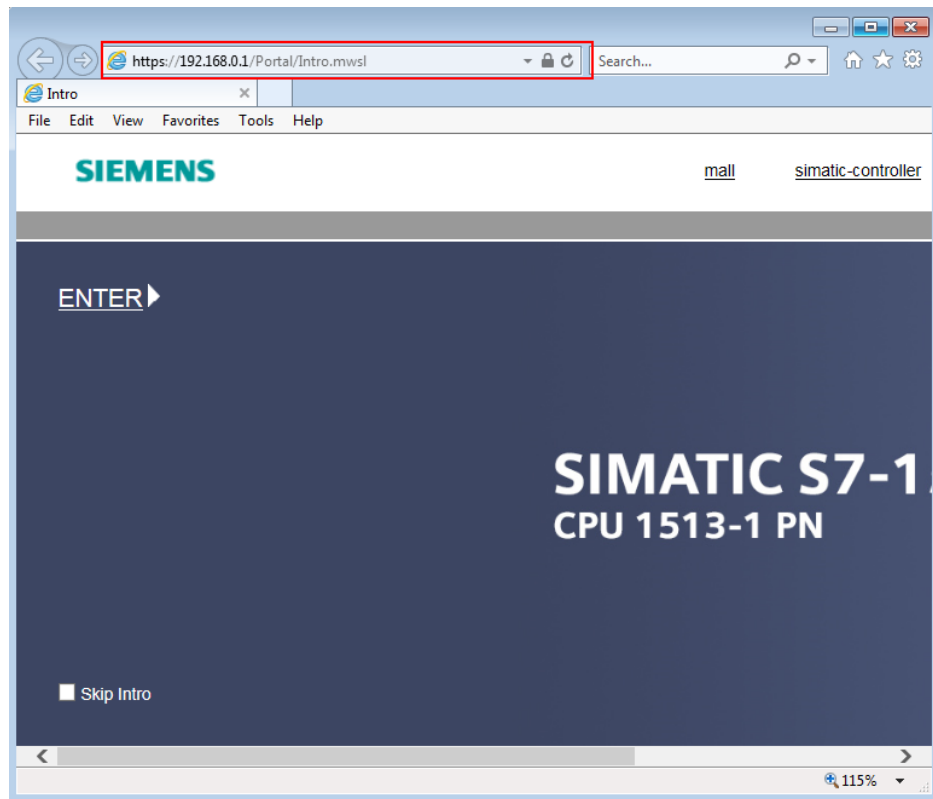 https://192.168.0.1/Portal/Intro.mwsl
Search...
Intro
File Edit View Favorites Tools Help
SIEMENS
mall simatic-controller
ENTER
SIMATIC S7-1
CPU 1513-1 PN
Skip Intro
115%